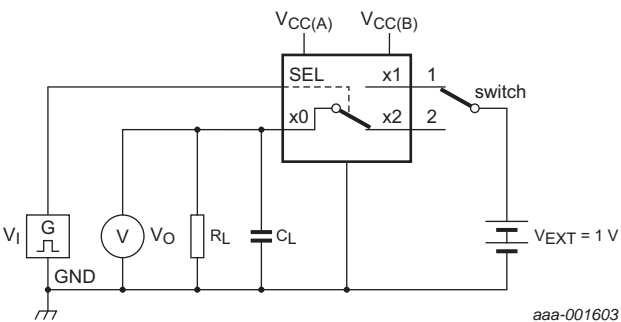 VCC(A) VCC(B)
SEL x1 1
switch
x0 x2 2
VI G V VO RL CL VEXT = 1 V
GND
aaa-001603